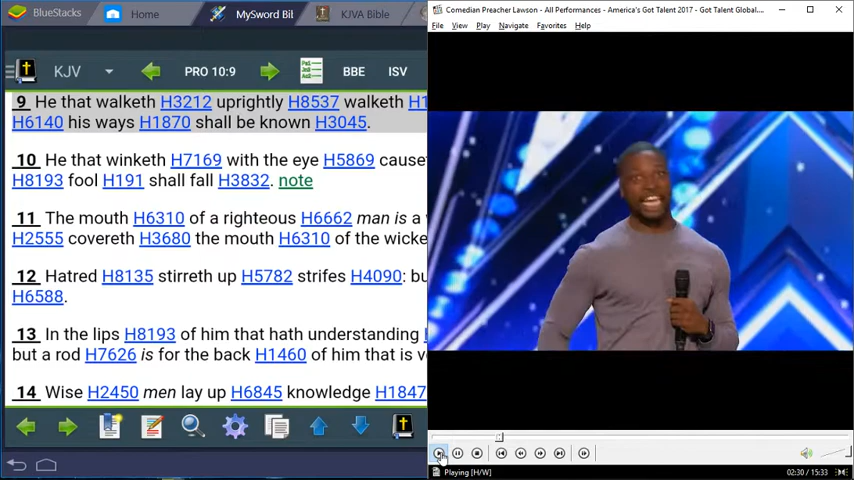 BlueStacks Home MySword Bi KJVA Bible
KJV PRO 10:9 BBE ISV
9 He that walketh H3212 uprightly H8537 walketh H1
H6140 his ways H1870 shall be known H3045.
10 He that winketh H7169 with the eye H5869 cause
H8193 fool H191 shall fall H3832. note
11 The mouth H6310 of a righteous H6662 man is a
H2555 covereth H3680 the mouth H6310 of the wicke
12 Hatred H8135 stirreth up H5782 strifes H4090: bu
H6588.
13 In the lips H8193 of him that hath understanding
but a rod H7626 is for the back H1460 of him that is v
14 Wise H2450 men lay up H6845 knowledge H1847
Comedian Preacher Lawson - All Performances - America's Got Talent 2017 - Got Talent Global....
File View Play Navigate Favorites Help
Playing [H/W] 02:30 / 15:33